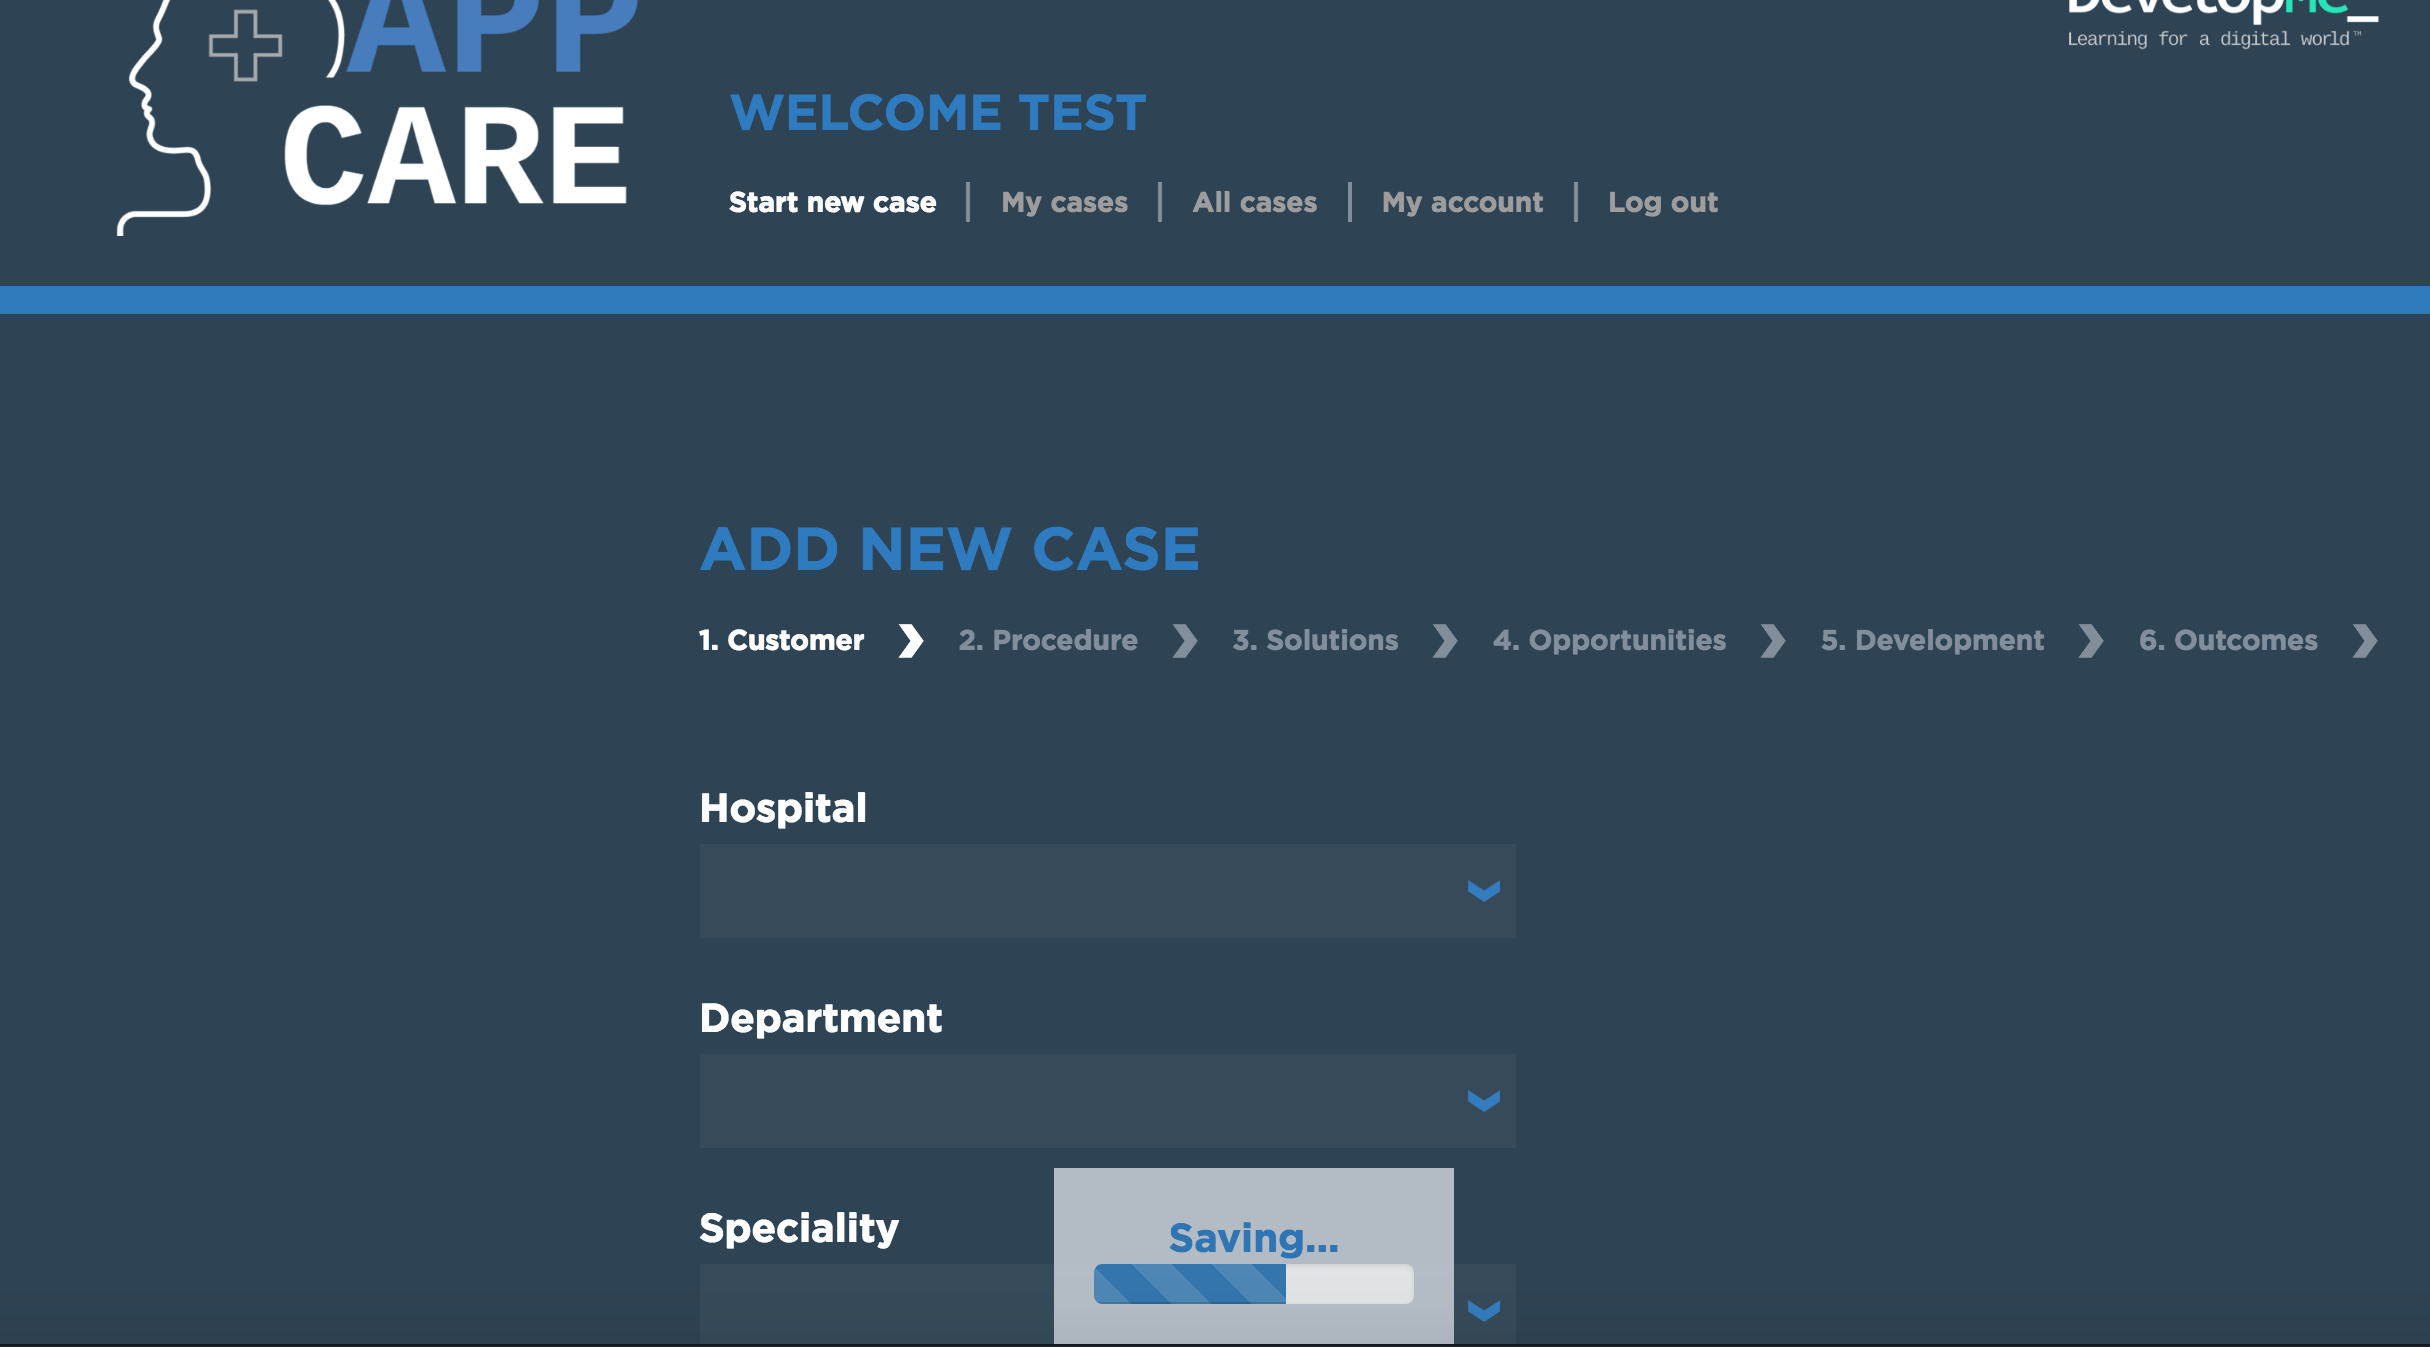 APP
CARE
DevelopMe_
Learning for a digital world™
WELCOME TEST
Start new case | My cases | All cases | My account | Log out
ADD NEW CASE
1. Customer ❯ 2. Procedure ❯ 3. Solutions ❯ 4. Opportunities ❯ 5. Development ❯ 6. Outcomes ❯
Hospital
Department
Speciality
Saving...